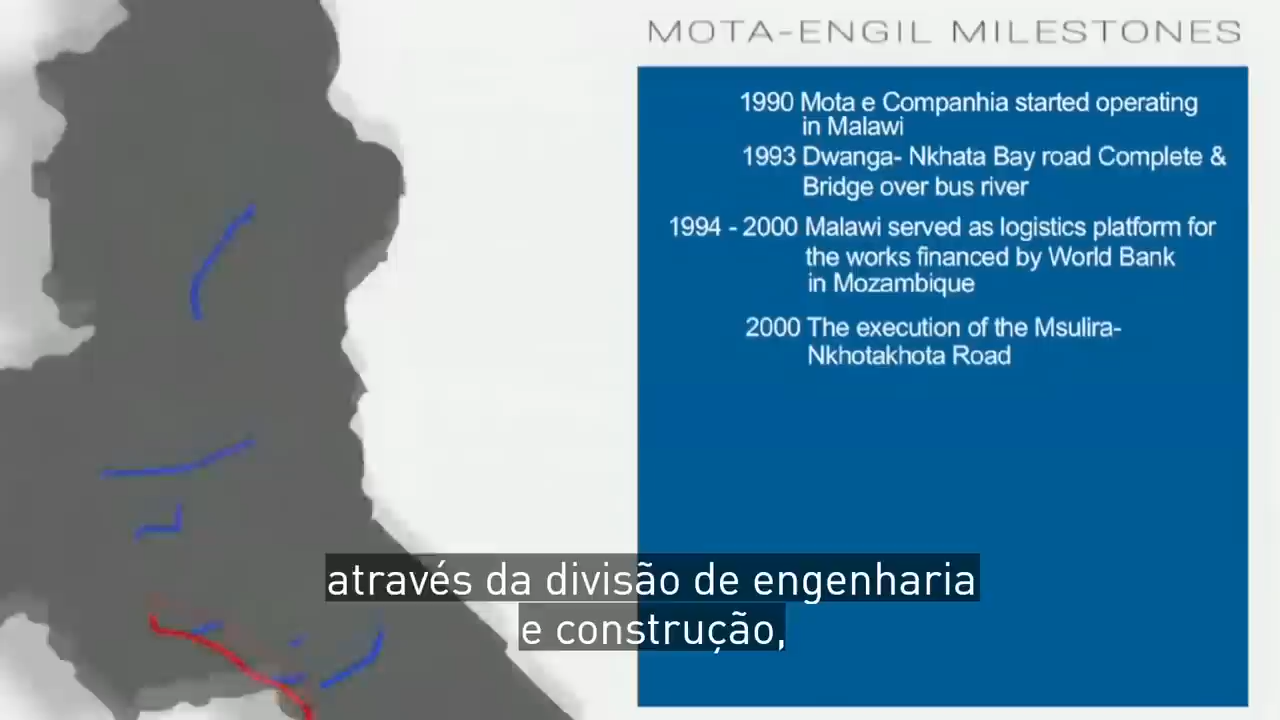 MOTA-ENGIL MILESTONES
1990 Mota e Companhia started operating
in Malawi
1993 Dwanga- Nkhata Bay road Complete &
Bridge over bus river
1994 - 2000 Malawi served as logistics platform for
the works financed by World Bank
in Mozambique
2000 The execution of the Msulira-
Nkhotakhota Road
através da divisão de engenharia
e construção,